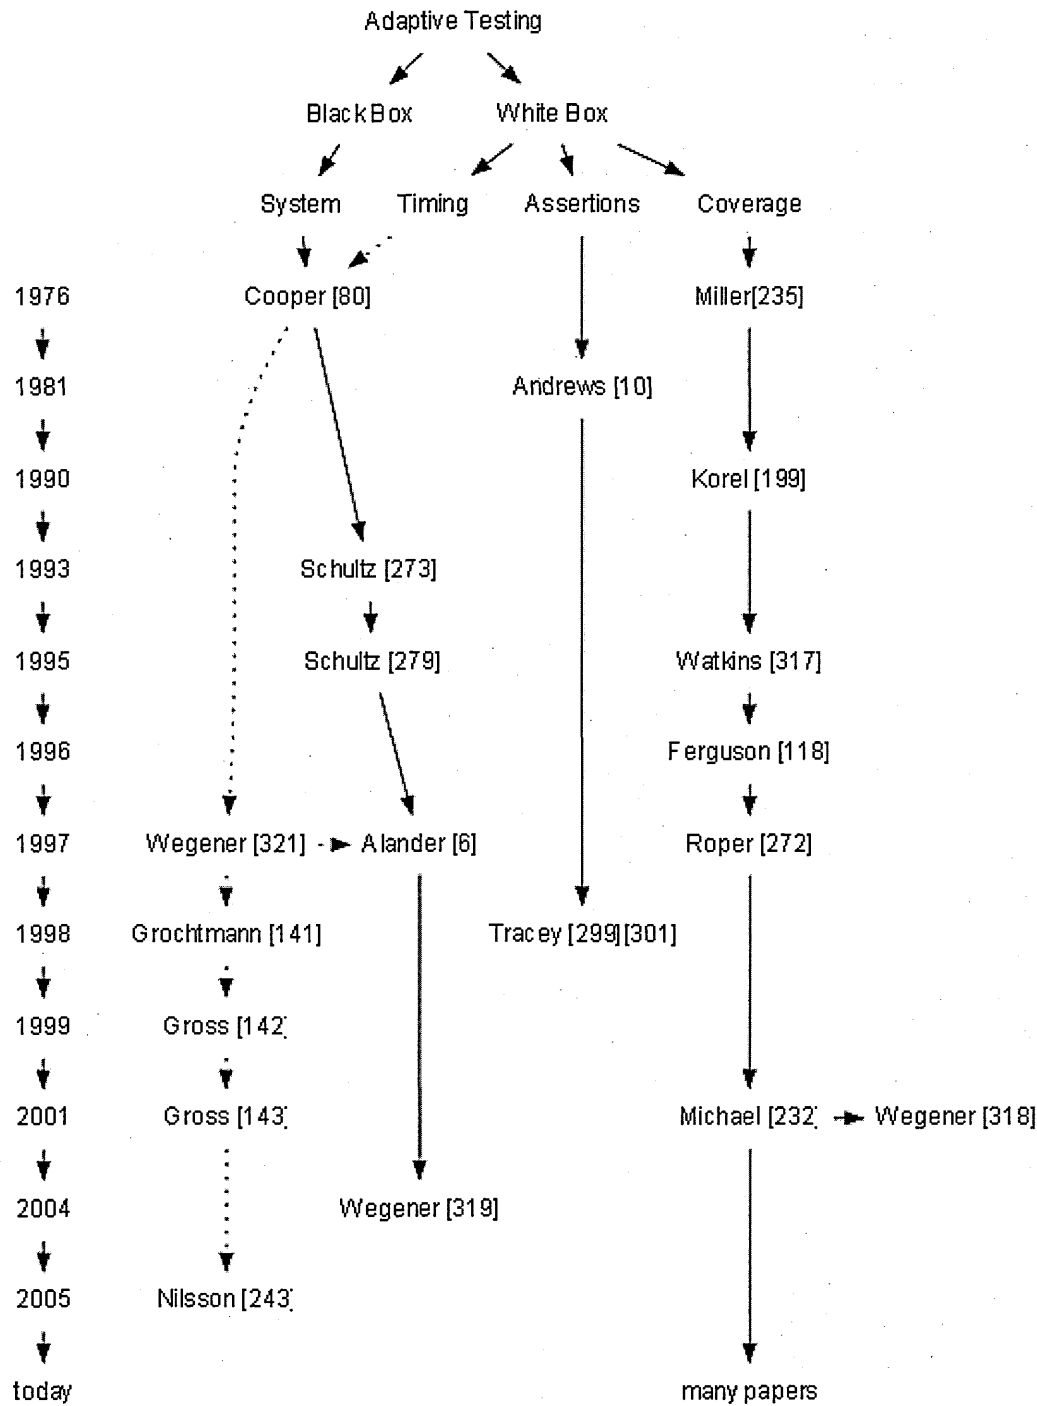 Adaptive Testing
Black Box White Box
System Timing Assertions Coverage
1976 Cooper [80] Miller[235]
1981 Andrews [10]
1990 Korel [199]
1993 Schultz [273]
1995 Schultz [279] Watkins [317]
1996 Ferguson [118]
1997 Wegener [321] Alander [6] Roper [272]
1998 Grochtmann [141] Tracey [299][301]
1999 Gross [142]
2001 Gross [143] Michael [232] Wegener [318]
2004 Wegener [319]
2005 Nilsson [243]
today many papers